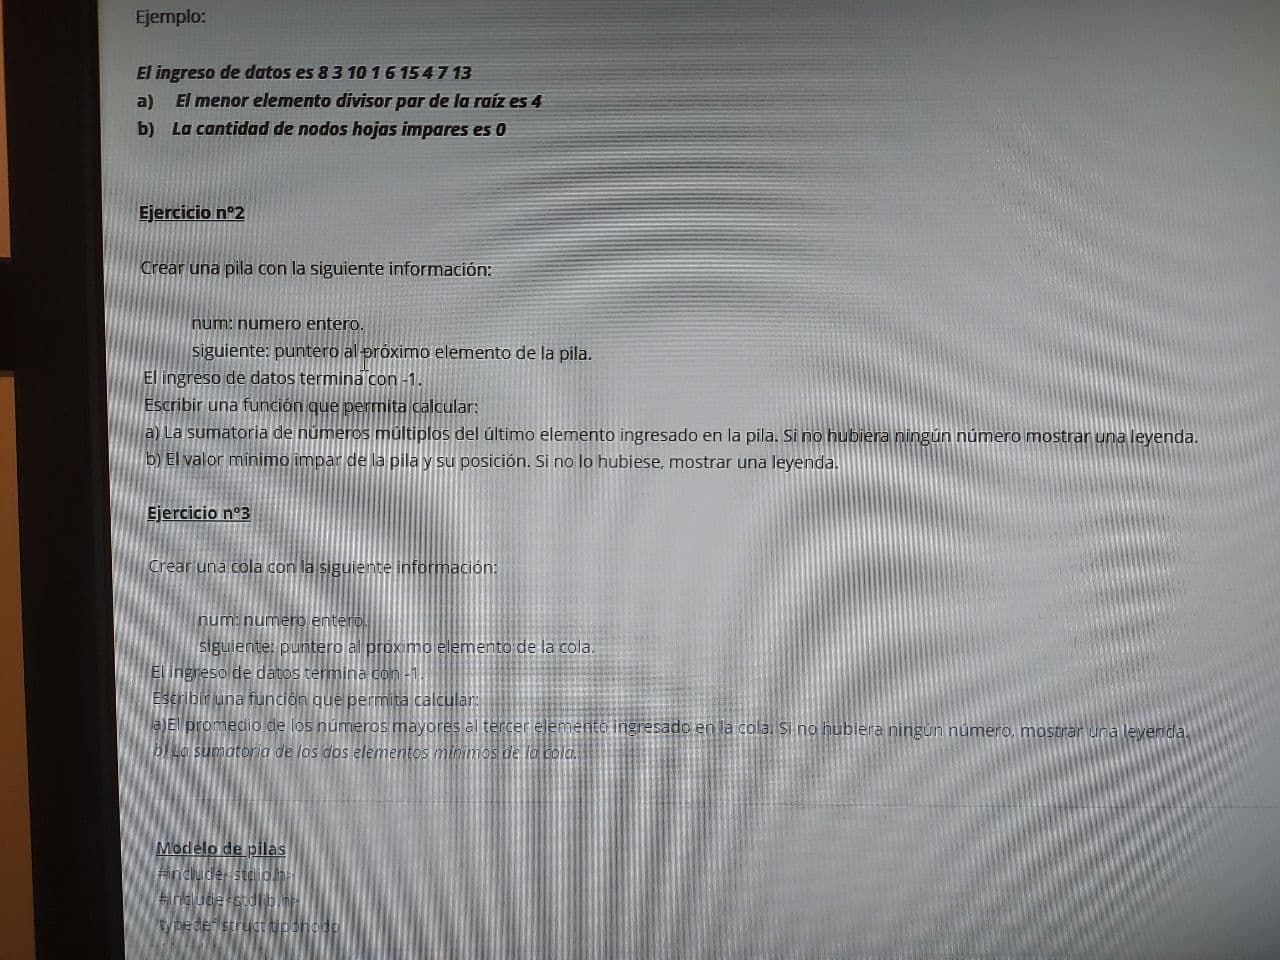 Ejemplo:
El ingreso de datos es 8 3 10 1 6 15 4 7 13
a) El menor elemento divisor par de la raíz es 4
b) La cantidad de nodos hojas impares es 0
Ejercicio nº2
Crear una pila con la siguiente información:
num: numero entero.
siguiente: puntero al próximo elemento de la pila.
El ingreso de datos termina con -1.
Escribir una función que permita calcular:
a) La sumatoria de números múltiplos del último elemento ingresado en la pila. Si no hubiera ningún número mostrar una leyenda.
b) El valor mínimo impar de la pila y su posición. Si no lo hubiese, mostrar una leyenda.
Ejercicio nº3
Crear una cola con la siguiente información:
num: numero entero.
siguiente: puntero al próximo elemento de la cola.
El ingreso de datos termina con -1.
Escribir una función que permita calcular:
a)El promedio de los números mayores al tercer elemento ingresado en la cola. Si no hubiera ningún número, mostrar una leyenda.
b) La sumatoria de los dos elementos mínimos de la cola.
Modelo de pilas
#include<stdio.h>
#include<stdlib.h>
typedef struct tiponodo